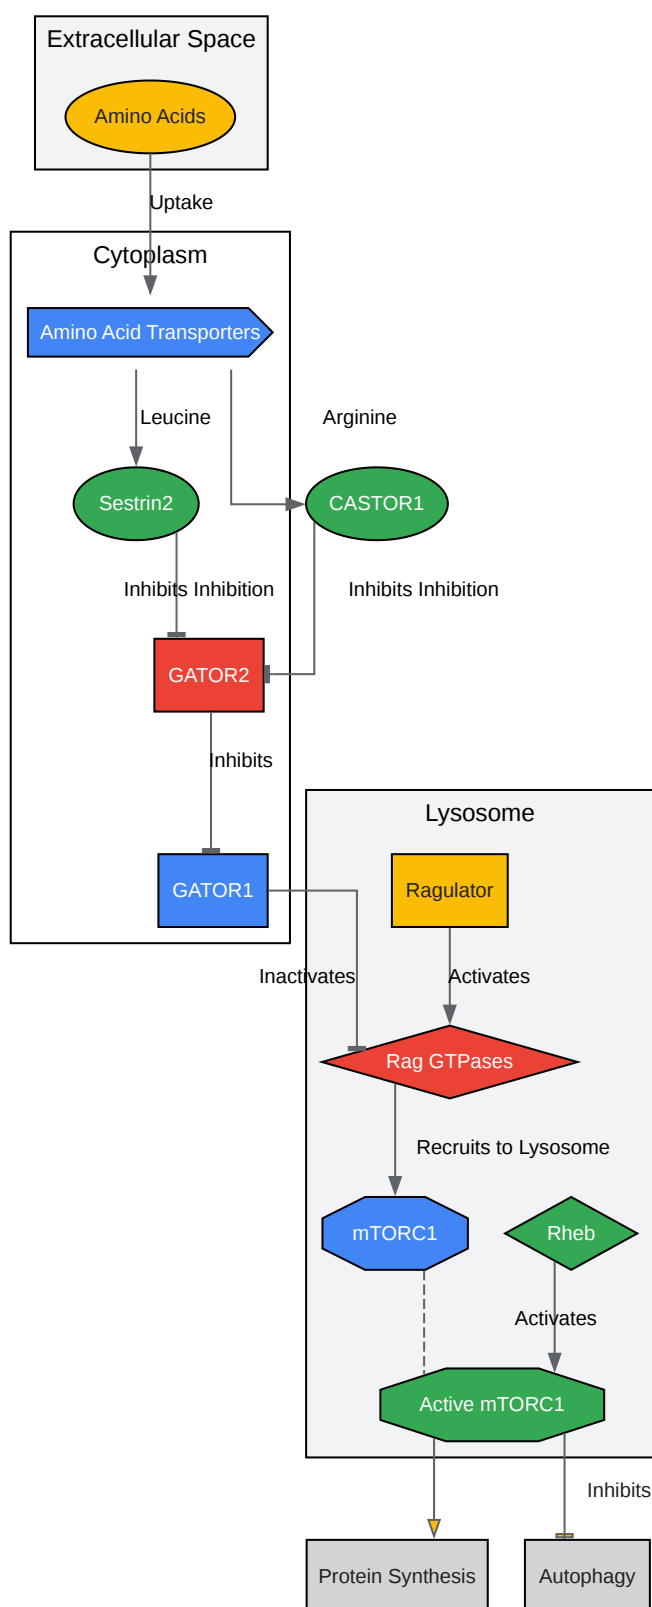 Extracellular Space
Amino Acids
Uptake
Cytoplasm
Amino Acid Transporters
Leucine
Arginine
Sestrin2
CASTOR1
Inhibits Inhibition
Inhibits Inhibition
GATOR2
Inhibits
Lysosome
GATOR1
Ragulator
Inactivates
Activates
Rag GTPases
Recruits to Lysosome
mTORC1
Rheb
Activates
Active mTORC1
Inhibits
Protein Synthesis
Autophagy